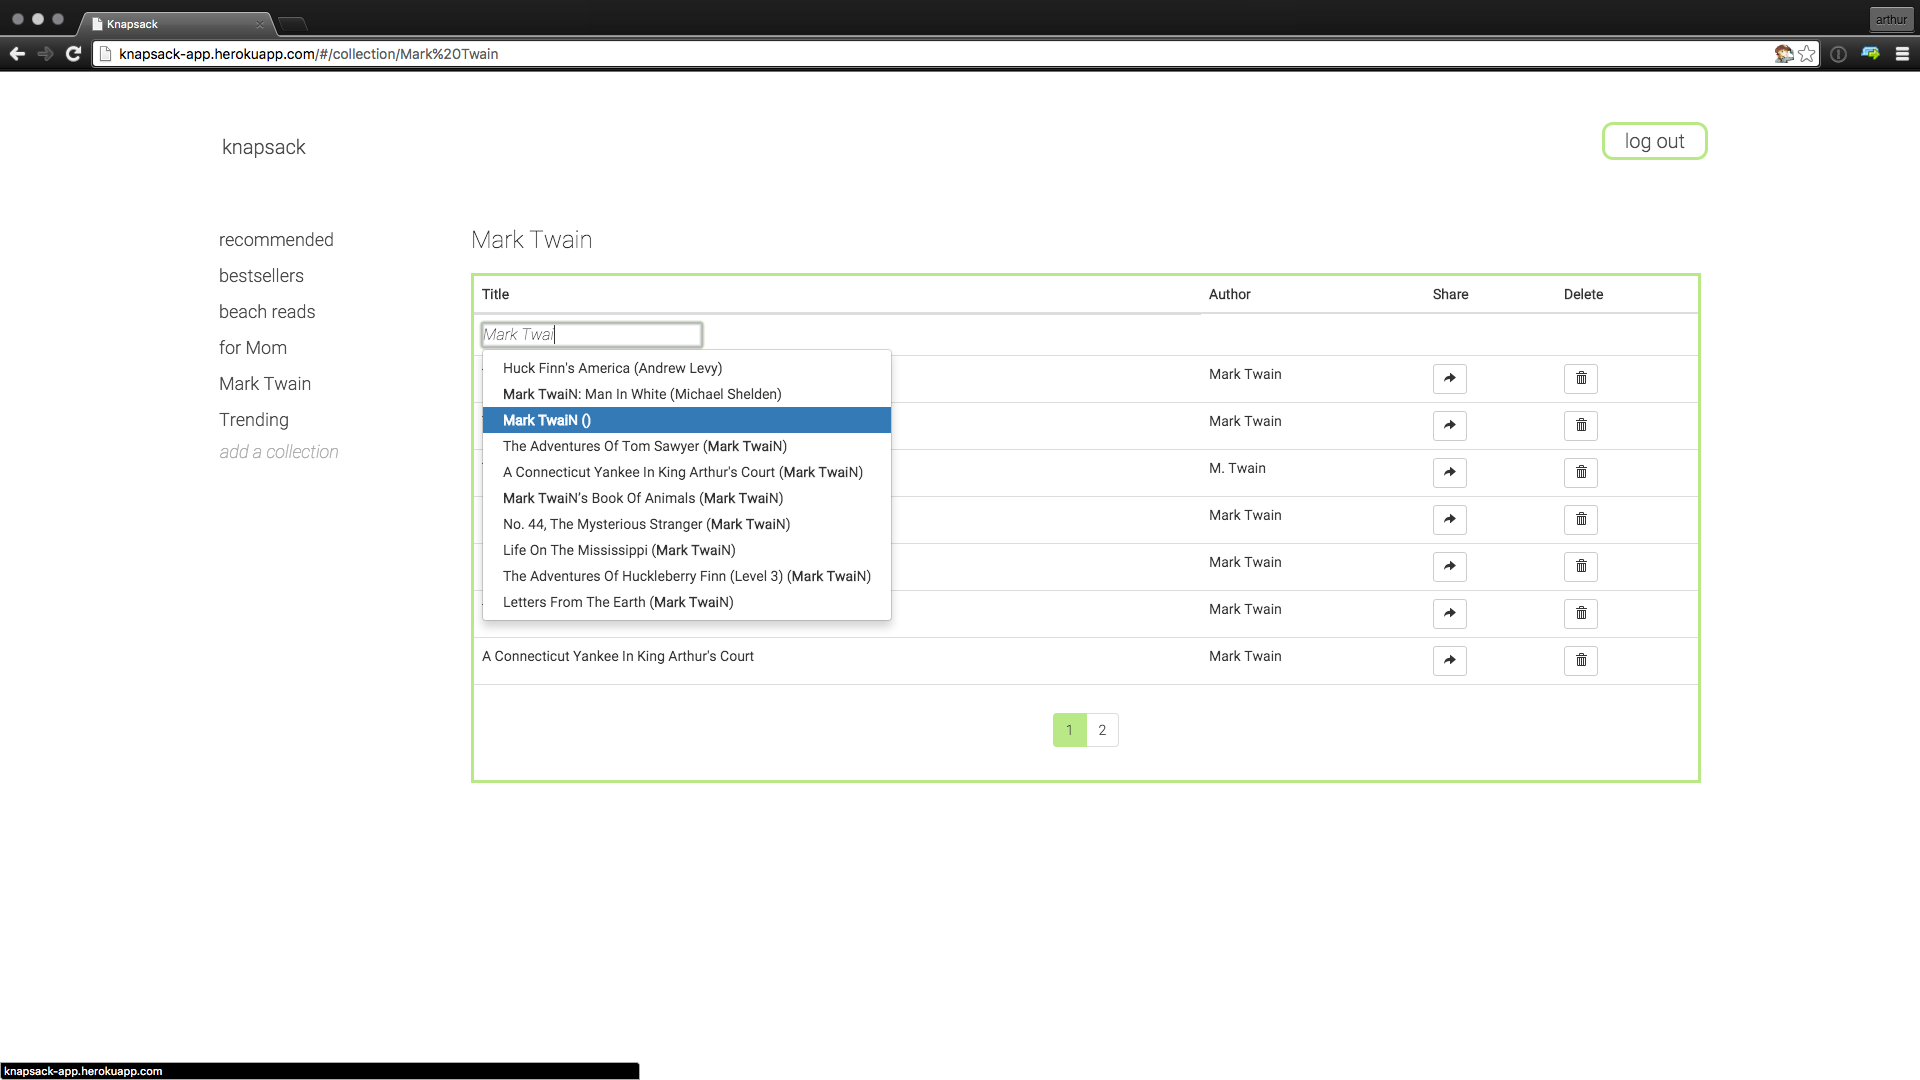 Knapsack
arthur
knapsack-app.herokuapp.com/#/collection/Mark%20Twain
knapsack
log out
recommended
bestsellers
beach reads
for Mom
Mark Twain
Trending
add a collection
Mark Twain
Title Author Share Delete
Mark Twai
Huck Finn's America (Andrew Levy)
Mark TwaiN: Man In White (Michael Shelden)
Mark TwaiN ()
The Adventures Of Tom Sawyer (Mark TwaiN)
A Connecticut Yankee In King Arthur's Court (Mark TwaiN)
Mark TwaiN’s Book Of Animals (Mark TwaiN)
No. 44, The Mysterious Stranger (Mark TwaiN)
Life On The Mississippi (Mark TwaiN)
The Adventures Of Huckleberry Finn (Level 3) (Mark TwaiN)
Letters From The Earth (Mark TwaiN)
Mark Twain
Mark Twain
M. Twain
Mark Twain
Mark Twain
Mark Twain
A Connecticut Yankee In King Arthur's Court Mark Twain
1 2
knapsack-app.herokuapp.com